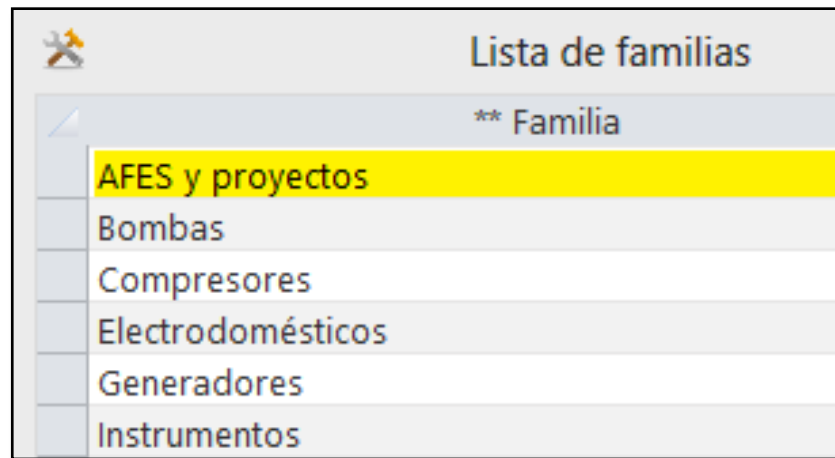 Lista de familias
** Familia
AFES y proyectos
Bombas
Compresores
Electrodomésticos
Generadores
Instrumentos